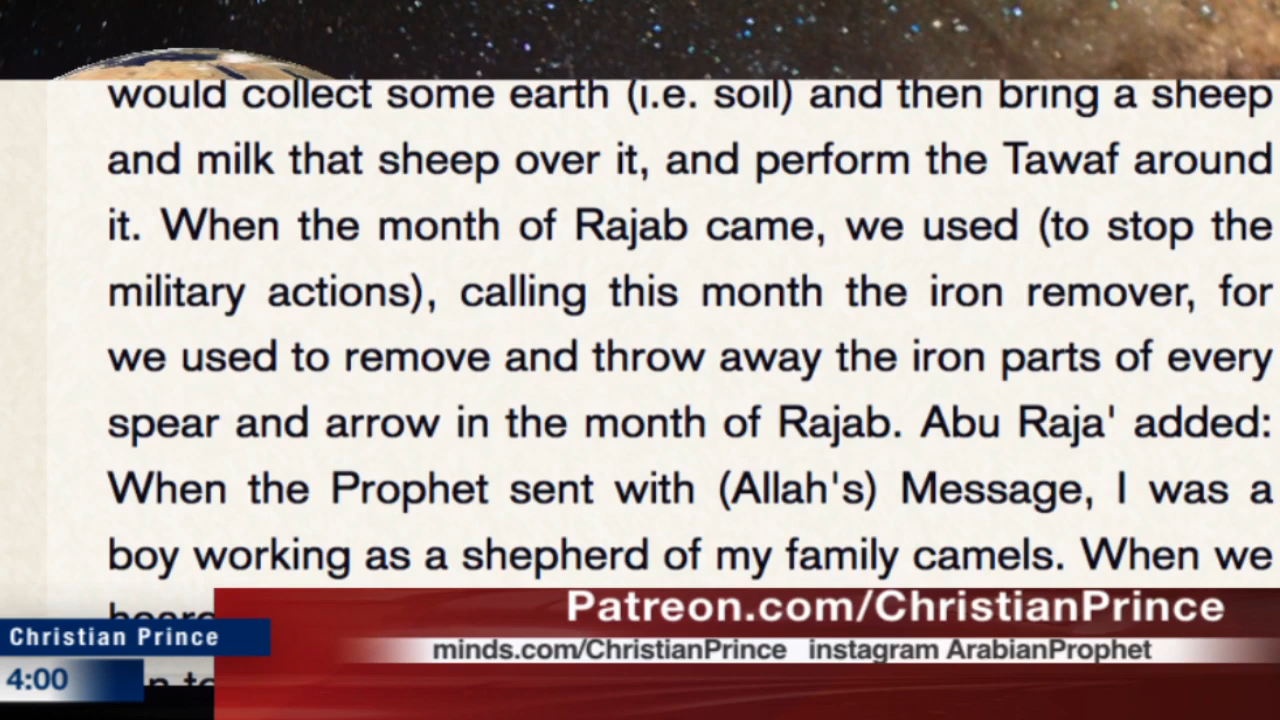 would collect some earth (i.e. soil) and then bring a sheep
and milk that sheep over it, and perform the Tawaf around
it. When the month of Rajab came, we used (to stop the
military actions), calling this month the iron remover, for
we used to remove and throw away the iron parts of every
spear and arrow in the month of Rajab. Abu Raja' added:
When the Prophet sent with (Allah's) Message, I was a
boy working as a shepherd of my family camels. When we
Patreon.com/ChristianPrince
Christian Prince
minds.com/ChristianPrince instagram ArabianProphet
4:00